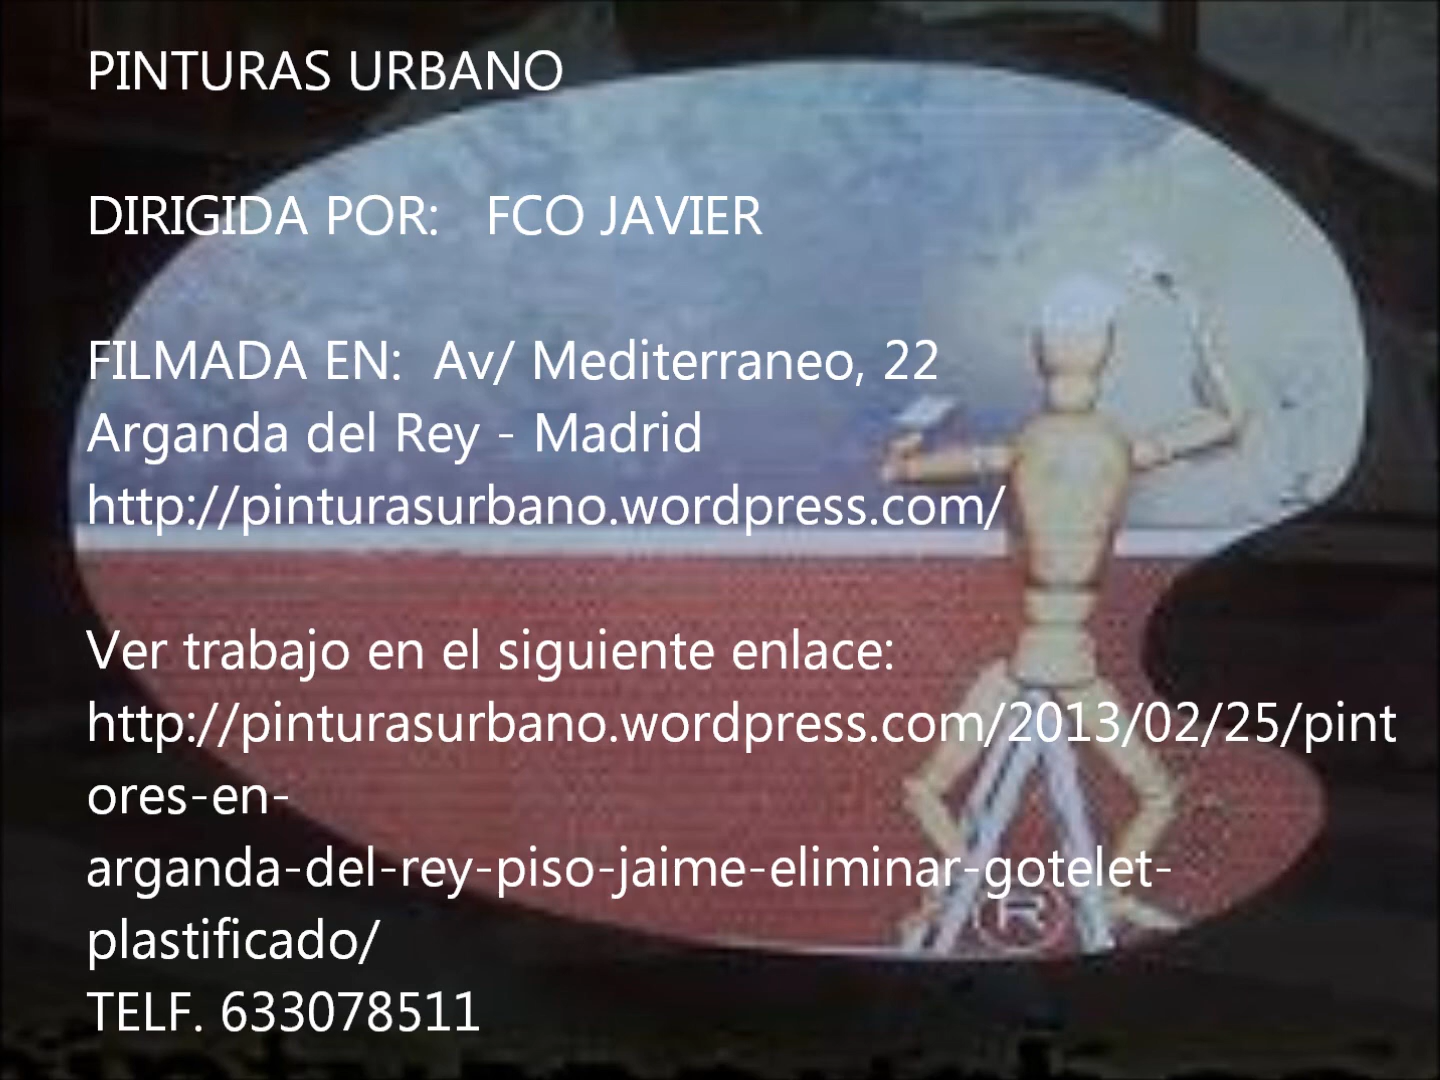 PINTURAS URBANO
DIRIGIDA POR:   FCO JAVIER
FILMADA EN:  Av/ Mediterraneo, 22
Arganda del Rey - Madrid
http://pinturasurbano.wordpress.com/
Ver trabajo en el siguiente enlace:
http://pinturasurbano.wordpress.com/2013/02/25/pint
ores-en-
arganda-del-rey-piso-jaime-eliminar-gotelet-
plastificado/
®
TELF. 633078511